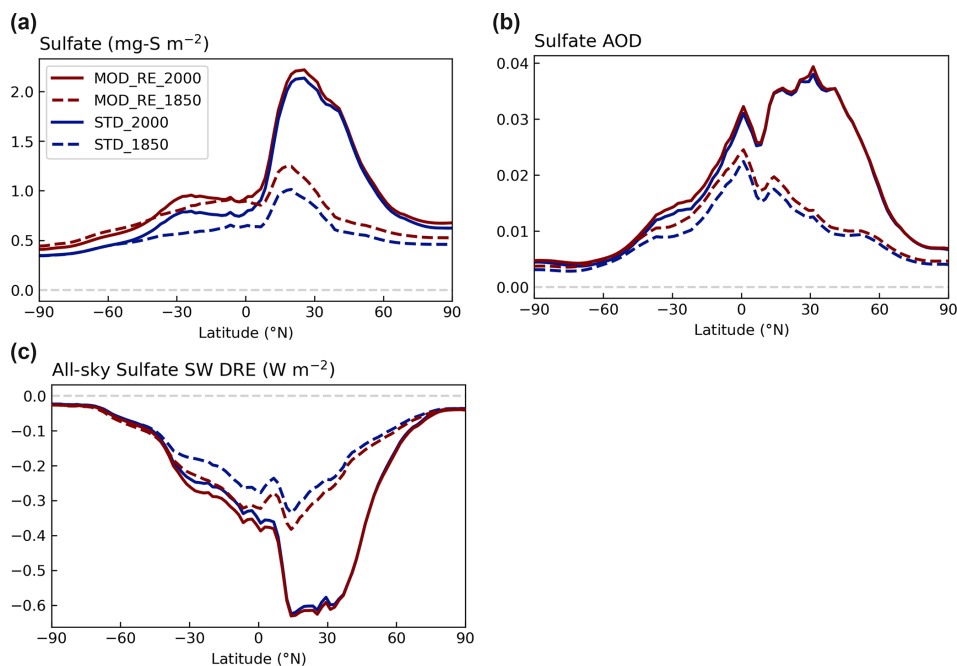 (a)
Sulfate (mg-S m⁻²)
2.0
1.5
1.0
0.5
0.0
MOD_RE_2000
MOD_RE_1850
STD_2000
STD_1850
−90 −60 −30 0 30 60 90
Latitude (°N)
(b)
Sulfate AOD
0.04
0.03
0.02
0.01
0.00
−90 −60 −30 0 30 60 90
Latitude (°N)
(c)
All-sky Sulfate SW DRE (W m⁻²)
0.0
−0.1
−0.2
−0.3
−0.4
−0.5
−0.6
−90 −60 −30 0 30 60 90
Latitude (°N)